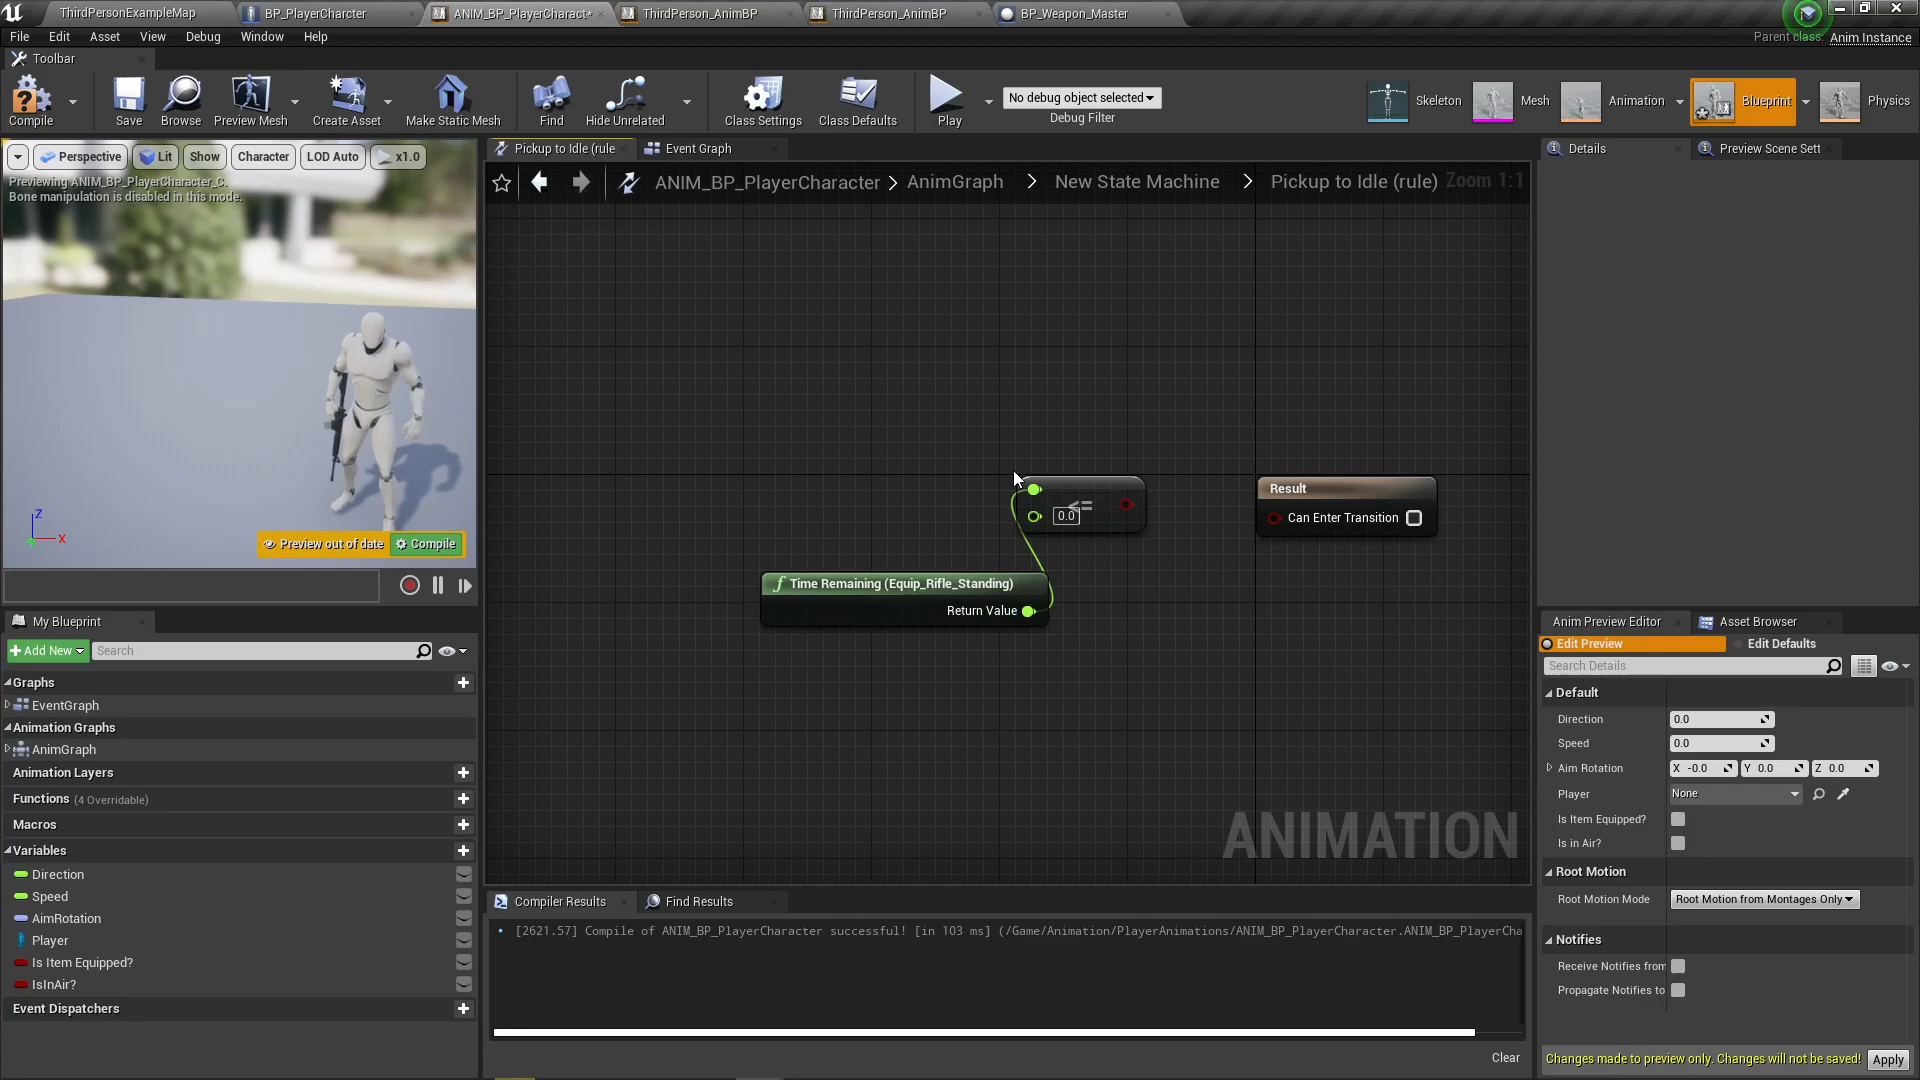 ThirdPersonExampleMap
BP_PlayerCharcter
ANIM_BP_PlayerCharact*
ThirdPerson_AnimBP
ThirdPerson_AnimBP
BP_Weapon_Master
File Edit Asset View Debug Window Help
Parent class: Anim Instance
Toolbar
Compile
Save
Browse
Preview Mesh
Create Asset
Make Static Mesh
Find
Hide Unrelated
Class Settings
Class Defaults
Play
No debug object selected
Debug Filter
Skeleton
Mesh
Animation
Blueprint
Physics
Perspective
Lit
Show
Character
LOD Auto
x1.0
Previewing ANIM_BP_PlayerCharacter_C.
Bone manipulation is disabled in this mode.
Z
X
Preview out of date
Compile
Pickup to Idle (rule
Event Graph
ANIM_BP_PlayerCharacter > AnimGraph > New State Machine > Pickup to Idle (rule)
Zoom 1:1
<=
0.0
Result
Can Enter Transition
f Time Remaining (Equip_Rifle_Standing)
Return Value
ANIMATION
My Blueprint
+ Add New
Search
Graphs
EventGraph
Animation Graphs
AnimGraph
Animation Layers
Functions (4 Overridable)
Macros
Variables
Direction
Speed
AimRotation
Player
Is Item Equipped?
IsInAir?
Event Dispatchers
Compiler Results
Find Results
[2621.57] Compile of ANIM_BP_PlayerCharacter successful! [in 103 ms] (/Game/Animation/PlayerAnimations/ANIM_BP_PlayerCharacter.ANIM_BP_PlayerCha
Clear
Details
Preview Scene Sett
Anim Preview Editor
Asset Browser
Edit Preview
Edit Defaults
Search Details
Default
Direction 0.0
Speed 0.0
Aim Rotation X -0.0 Y 0.0 Z 0.0
Player None
Is Item Equipped?
Is in Air?
Root Motion
Root Motion Mode Root Motion from Montages Only
Notifies
Receive Notifies from
Propagate Notifies to
Changes made to preview only. Changes will not be saved!
Apply